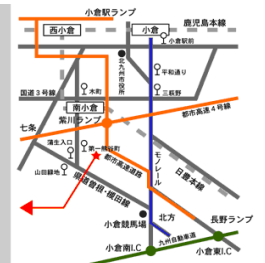 小倉駅ランプ
鹿児島本線
西小倉
小倉
小倉駅前
北九州市役所
平和通り
木町
三萩野
国道3号線
南小倉
都市高速4号線
紫川ランプ
七条
蒲生入口
第一熊谷町
都市高速道路
モノレール
日豊本線
山田緑地
県道曽根・槻田線
小倉競馬場
北方
長野ランプ
九州自動車道
小倉南I.C
小倉東I.C